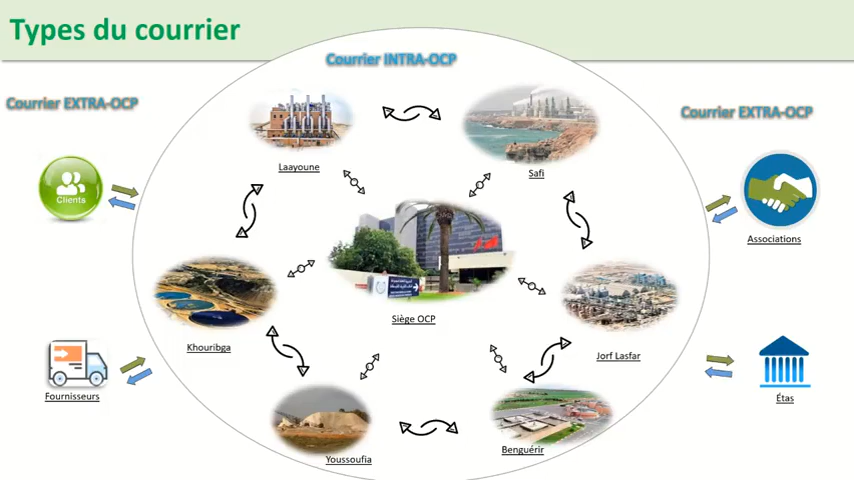 Types du courrier
Courrier INTRA-OCP
Courrier EXTRA-OCP
Courrier EXTRA-OCP
Laayoune
Safi
Clients
Associations
Siège OCP
Khouribga
Jorf Lasfar
Fournisseurs
Étas
Benguérir
Youssoufia